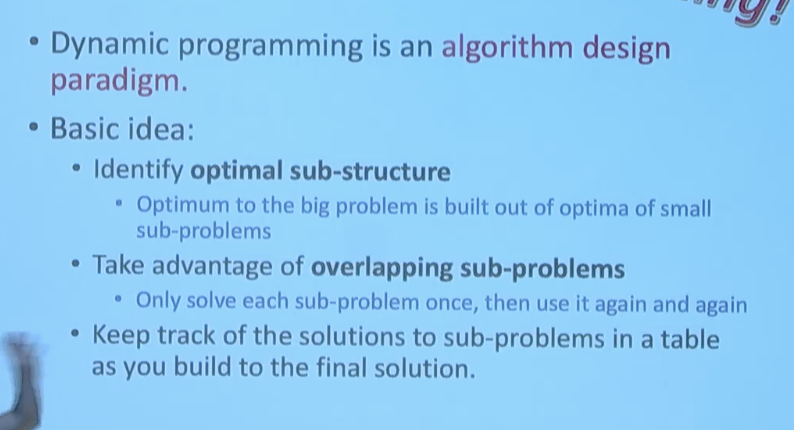 ng!
• Dynamic programming is an algorithm design
paradigm.
• Basic idea:
• Identify optimal sub-structure
• Optimum to the big problem is built out of optima of small
sub-problems
• Take advantage of overlapping sub-problems
• Only solve each sub-problem once, then use it again and again
• Keep track of the solutions to sub-problems in a table
as you build to the final solution.